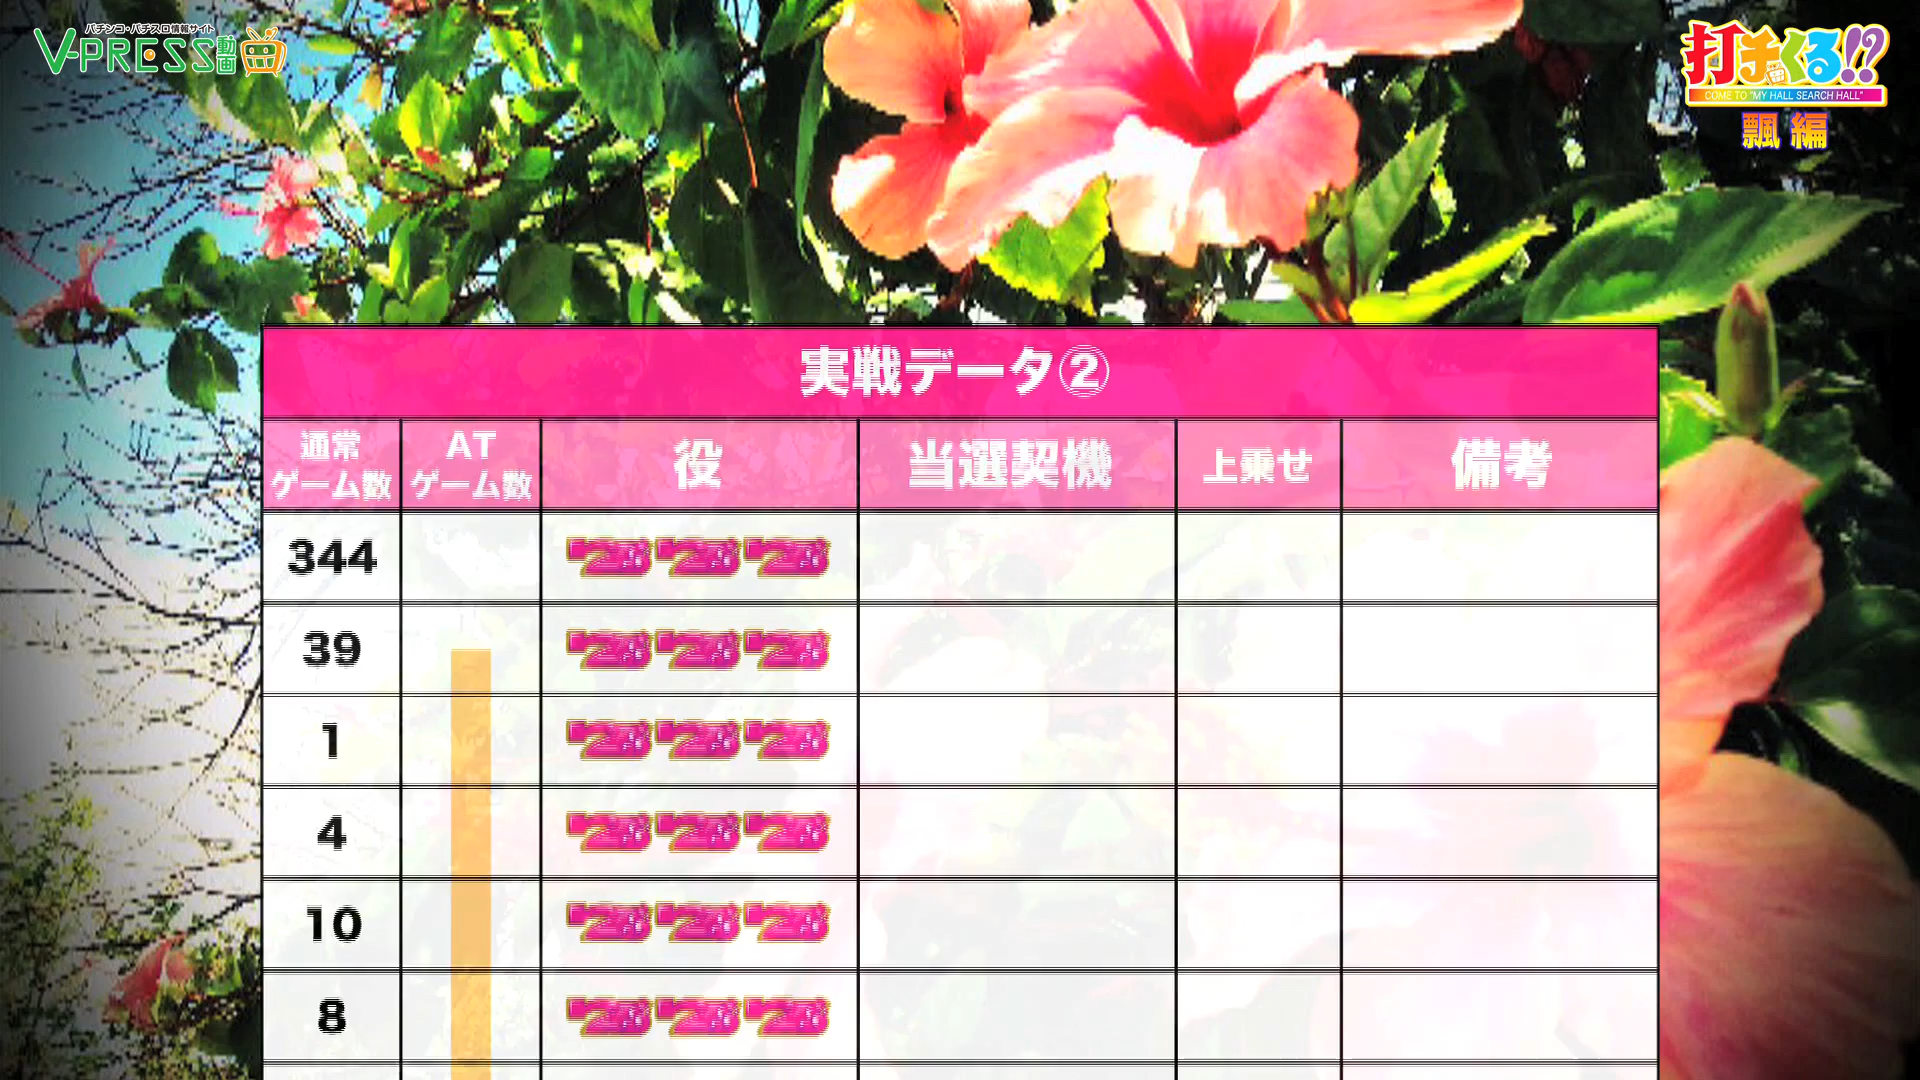 パチンコ・パチスロ情報サイト
V-PRESS動画
打チくる!?
COME TO "MY HALL SEARCH HALL"
飄編
実戦データ②
通常ゲーム数 ATゲーム数 役 当選契機 上乗せ 備考
344
39
1
4
10
8